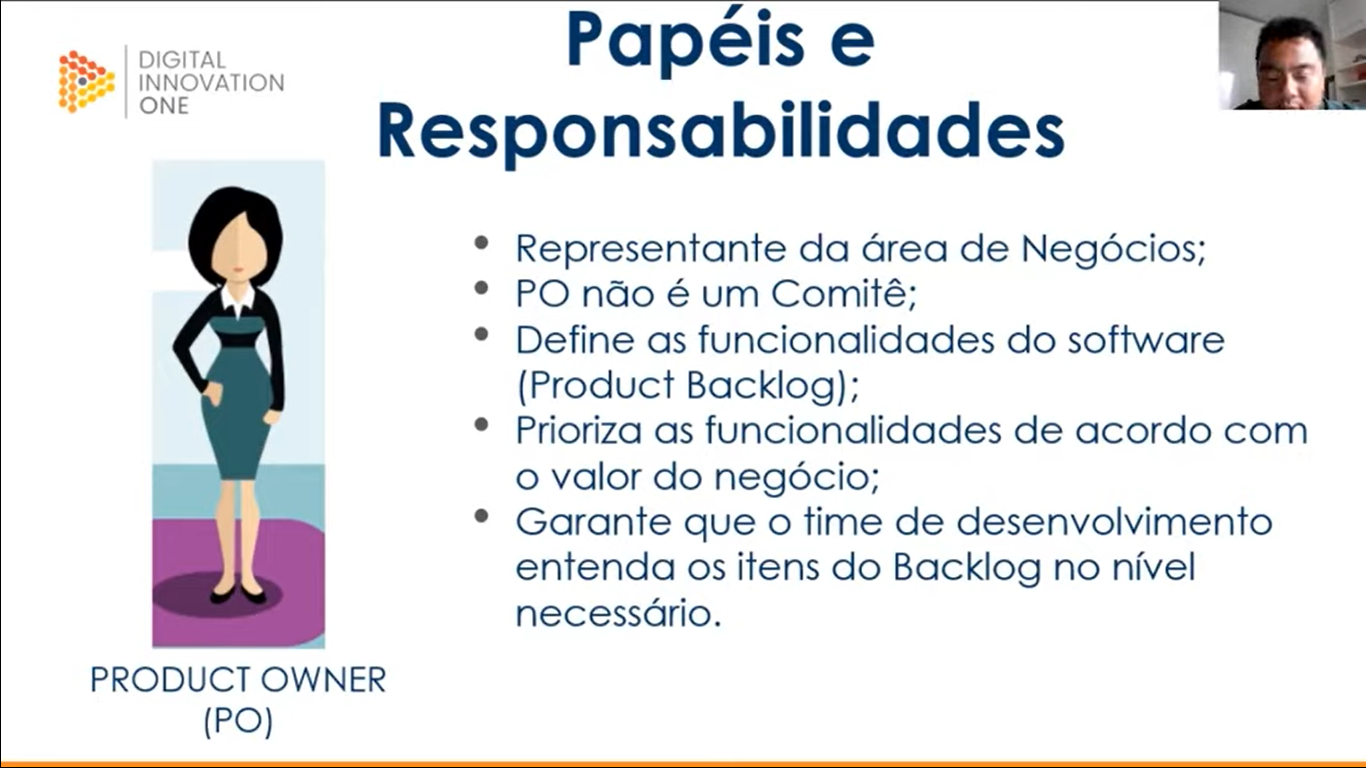 DIGITAL
INNOVATION
ONE
Papéis e
Responsabilidades
• Representante da área de Negócios;
• PO não é um Comitê;
• Define as funcionalidades do software
(Product Backlog);
• Prioriza as funcionalidades de acordo com
o valor do negócio;
• Garante que o time de desenvolvimento
entenda os itens do Backlog no nível
necessário.
PRODUCT OWNER
(PO)